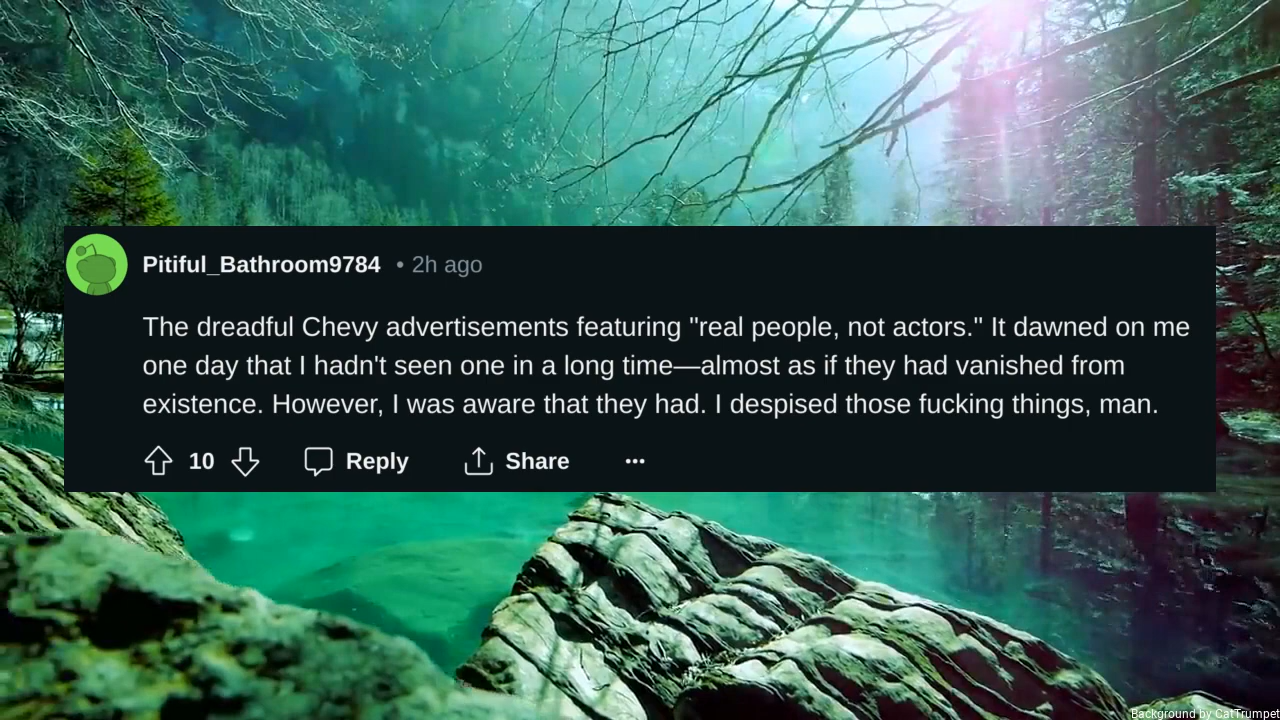 Pitiful_Bathroom9784 • 2h ago
The dreadful Chevy advertisements featuring "real people, not actors." It dawned on me
one day that I hadn't seen one in a long time—almost as if they had vanished from
existence. However, I was aware that they had. I despised those fucking things, man.
10 Reply Share ···
Background by CatTrumpet